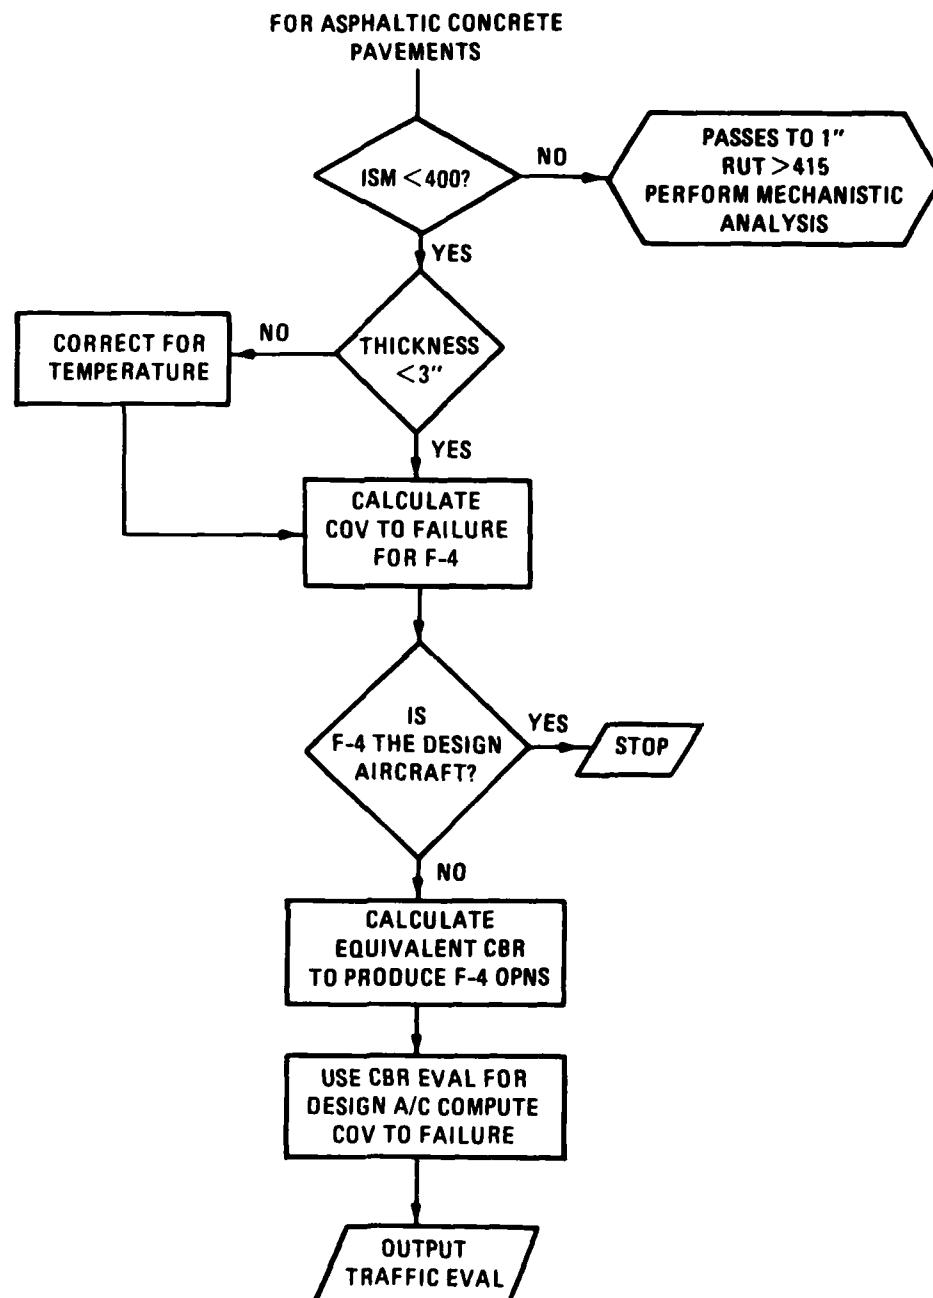 FOR ASPHALTIC CONCRETE
PAVEMENTS
ISM <400?
NO
PASSES TO 1"
RUT >415
PERFORM MECHANISTIC
ANALYSIS
YES
THICKNESS
<3"
NO
CORRECT FOR
TEMPERATURE
YES
CALCULATE
COV TO FAILURE
FOR F-4
IS
F-4 THE DESIGN
AIRCRAFT?
YES
STOP
NO
CALCULATE
EQUIVALENT CBR
TO PRODUCE F-4 OPNS
USE CBR EVAL FOR
DESIGN A/C COMPUTE
COV TO FAILURE
OUTPUT
TRAFFIC EVAL